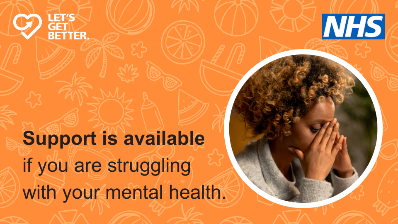 LET'S
GET
BETTER.
NHS
Support is available
if you are struggling
with your mental health.